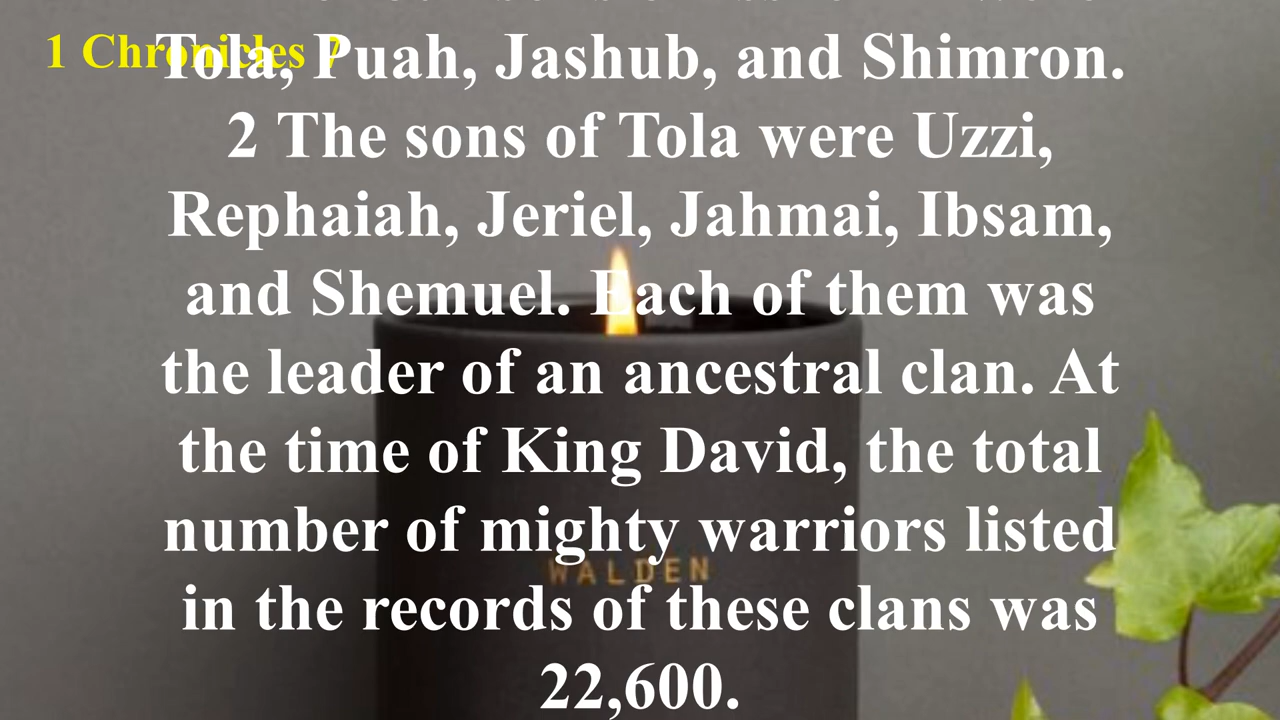 1 Chronicles 7
Tola, Puah, Jashub, and Shimron.
2 The sons of Tola were Uzzi,
Rephaiah, Jeriel, Jahmai, Ibsam,
and Shemuel. Each of them was
the leader of an ancestral clan. At
the time of King David, the total
number of mighty warriors listed
WALDEN
in the records of these clans was
22,600.